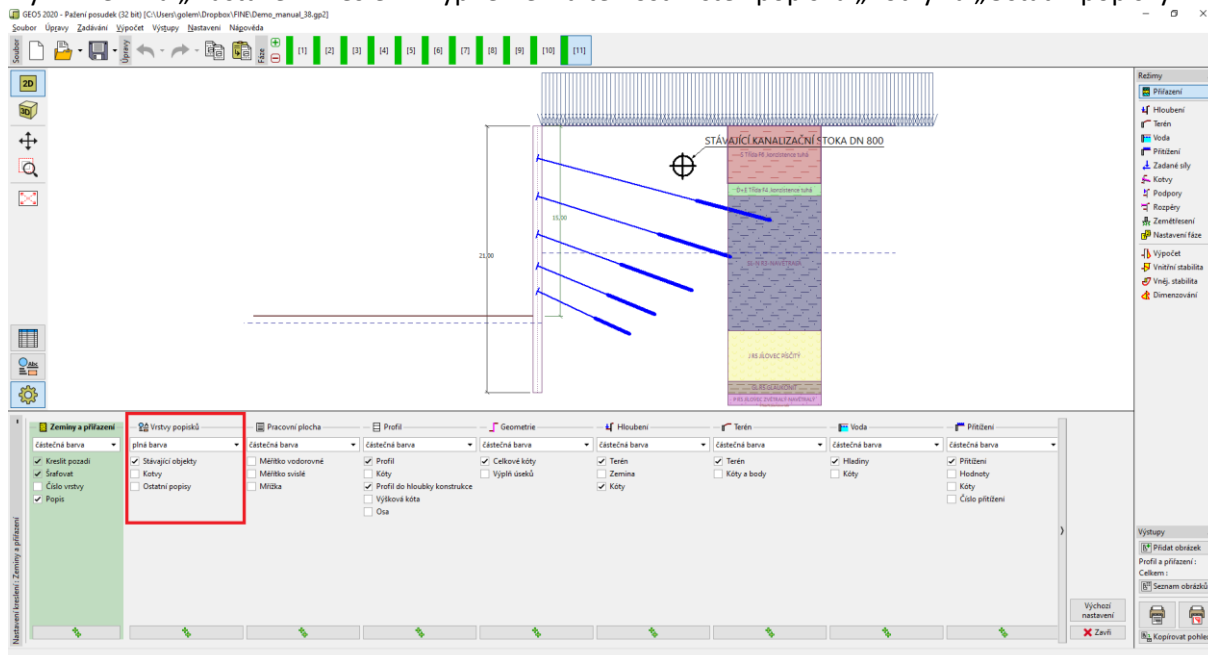 GEO5 2020 - Pažení posudek (32 bit) [C:\Users\golem\Dropbox\FINE\Demo_manual_38.gp2]
Soubor Úpravy Zadávání Výpočet Výstupy Nastavení Nápověda
Soubor
Úpravy
Fáze
[1] [2] [3] [4] [5] [6] [7] [8] [9] [10] [11]
2D
3D
Abc
STÁVAJÍCÍ KANALIZAČNÍ STOKA DN 800
15,00
21,00
Režimy
Přiřazení
Hloubení
Terén
Voda
Přitížení
Zadané síly
Kotvy
Podpory
Rozpěry
Zemětřesení
Nastavení fáze
Výpočet
Vnitřní stabilita
Vněj. stabilita
Dimenzování
Nastavení kreslení : Zeminy a přiřazení
Zeminy a přiřazení
částečná barva
Kreslit pozadí
Šrafovat
Číslo vrstvy
Popis
Vrstvy popisků
plná barva
Stávající objekty
Kotvy
Ostatní popisy
Pracovní plocha
částečná barva
Měřítko vodorovné
Měřítko svislé
Mřížka
Profil
částečná barva
Profil
Kóty
Profil do hloubky konstrukce
Výšková kóta
Osa
Geometrie
částečná barva
Celkové kóty
Výplň úseků
Hloubení
částečná barva
Terén
Zemina
Kóty
Terén
částečná barva
Terén
Kóty a body
Voda
částečná barva
Hladiny
Kóty
Přitížení
částečná barva
Přitížení
Hodnoty
Kóty
Číslo přitížení
Výchozí
nastavení
Zavři
Výstupy
Přidat obrázek
Profil a přiřazení :
Celkem :
Seznam obrázků
Kopírovat pohled